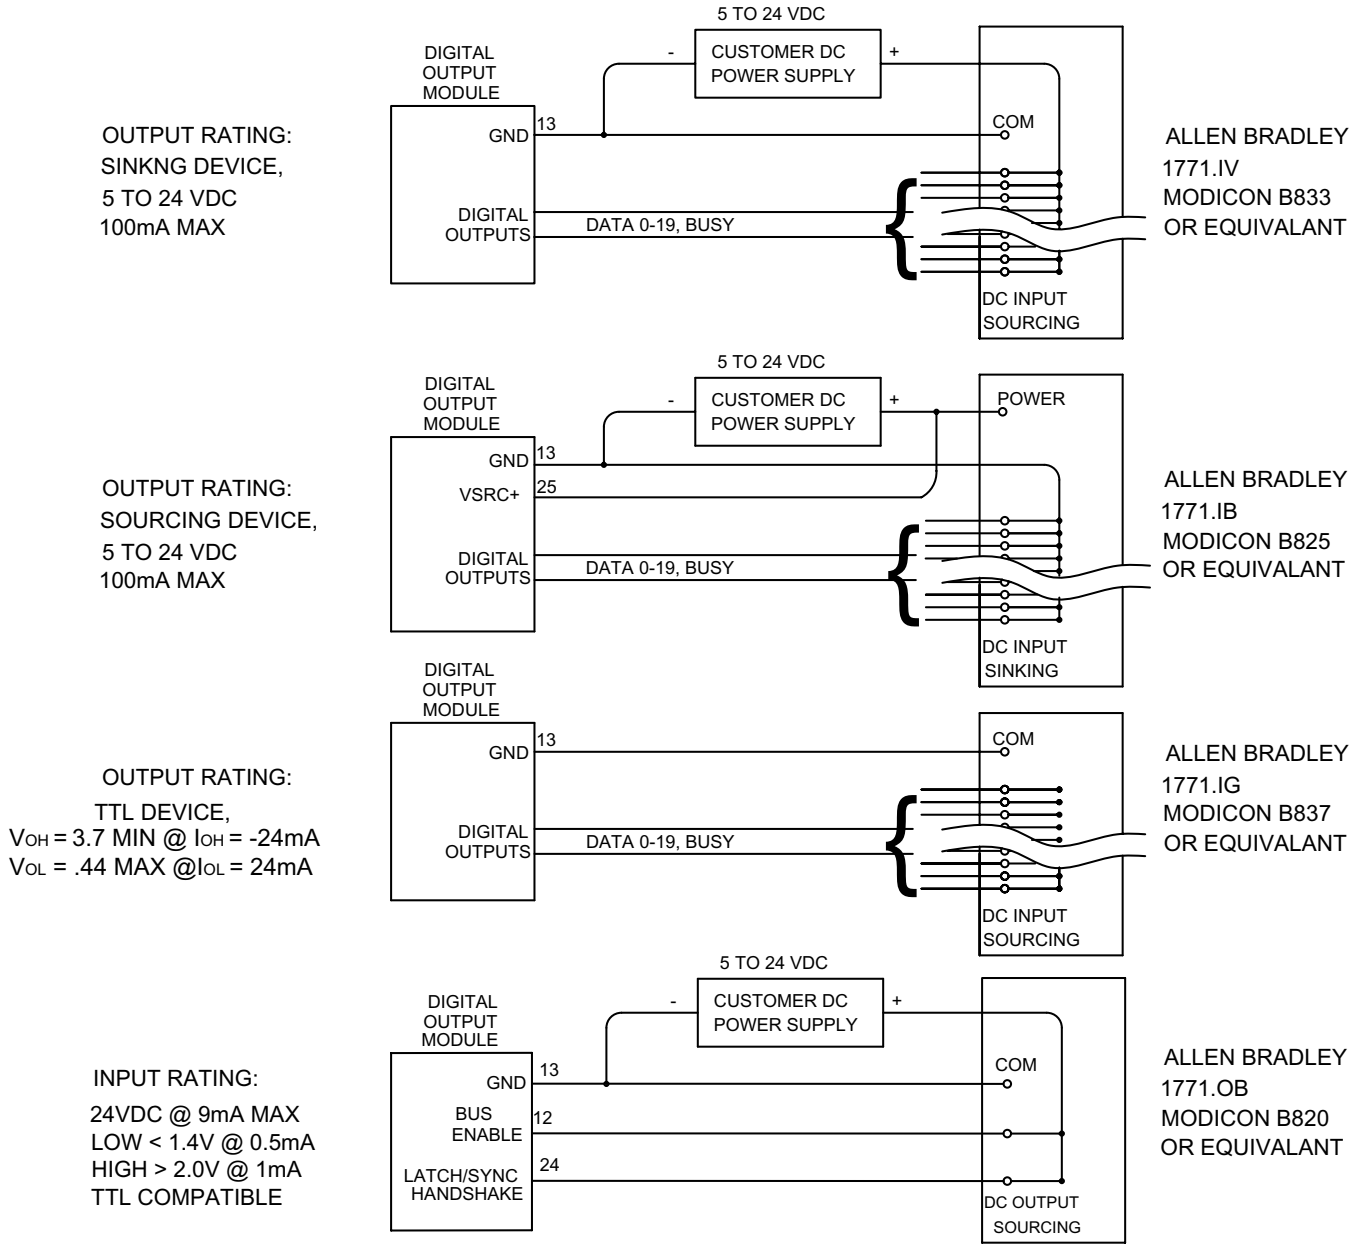 5 TO 24 VDC
DIGITAL
OUTPUT
MODULE
-
CUSTOMER DC
POWER SUPPLY
+
OUTPUT RATING:
SINKNG DEVICE,
5 TO 24 VDC
100mA MAX
GND
13
COM
DIGITAL
OUTPUTS
DATA 0-19, BUSY
{
DC INPUT
SOURCING
ALLEN BRADLEY
1771.IV
MODICON B833
OR EQUIVALANT
5 TO 24 VDC
DIGITAL
OUTPUT
MODULE
-
CUSTOMER DC
POWER SUPPLY
+
POWER
OUTPUT RATING:
SOURCING DEVICE,
5 TO 24 VDC
100mA MAX
GND
13
VSRC+
25
DIGITAL
OUTPUTS
DATA 0-19, BUSY
{
DC INPUT
SINKING
ALLEN BRADLEY
1771.IB
MODICON B825
OR EQUIVALANT
DIGITAL
OUTPUT
MODULE
OUTPUT RATING:
TTL DEVICE,
VOH = 3.7 MIN @ IOH = -24mA
VOL = .44 MAX @IOL = 24mA
GND
13
COM
DIGITAL
OUTPUTS
DATA 0-19, BUSY
{
DC INPUT
SOURCING
ALLEN BRADLEY
1771.IG
MODICON B837
OR EQUIVALANT
5 TO 24 VDC
DIGITAL
OUTPUT
MODULE
-
CUSTOMER DC
POWER SUPPLY
+
INPUT RATING:
24VDC @ 9mA MAX
LOW < 1.4V @ 0.5mA
HIGH > 2.0V @ 1mA
TTL COMPATIBLE
GND
13
COM
BUS
ENABLE
12
LATCH/SYNC
HANDSHAKE
24
DC OUTPUT
SOURCING
ALLEN BRADLEY
1771.OB
MODICON B820
OR EQUIVALANT